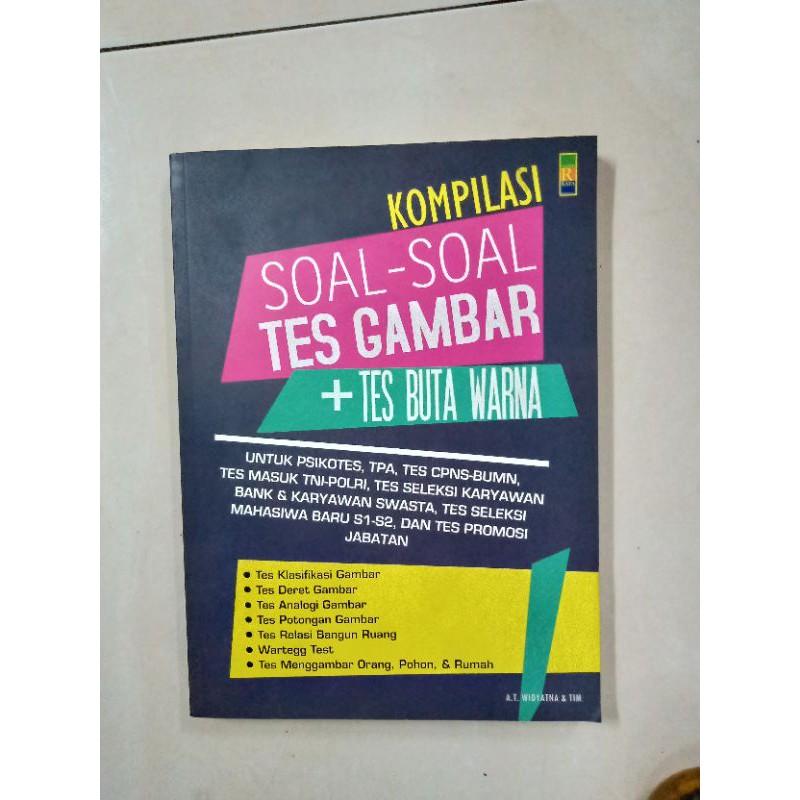 KOMPILASI
R
SOAL-SOAL
TES GAMBAR
+ TES BUTA WARNA
UNTUK PSIKOTES, TPA, TES CPNS-BUMN,
TES MASUK TNI-POLRI, TES SELEKSI KARYAWAN
BANK & KARYAWAN SWASTA, TES SELEKSI
MAHASIWA BARU S1-S2, DAN TES PROMOSI
JABATAN
• Tes Klasifikasi Gambar
• Tes Deret Gambar
• Tes Analogi Gambar
• Tes Potongan Gambar
• Tes Relasi Bangun Ruang
• Wartegg Test
• Tes Menggambar Orang, Pohon, & Rumah
A.T. WIDYATNA & TIM